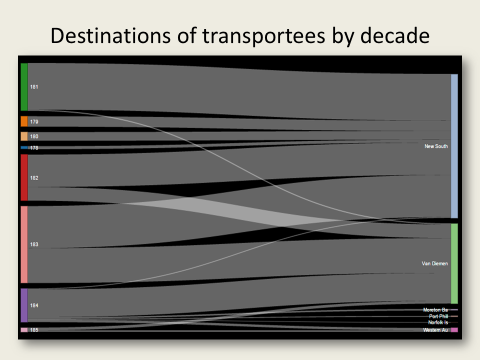 Destinations of transportees by decade
181
179
180
178
182
183
184
185
New South
Van Diemen
Moreton Ba
Port Phill
Norfolk Is
Western Au